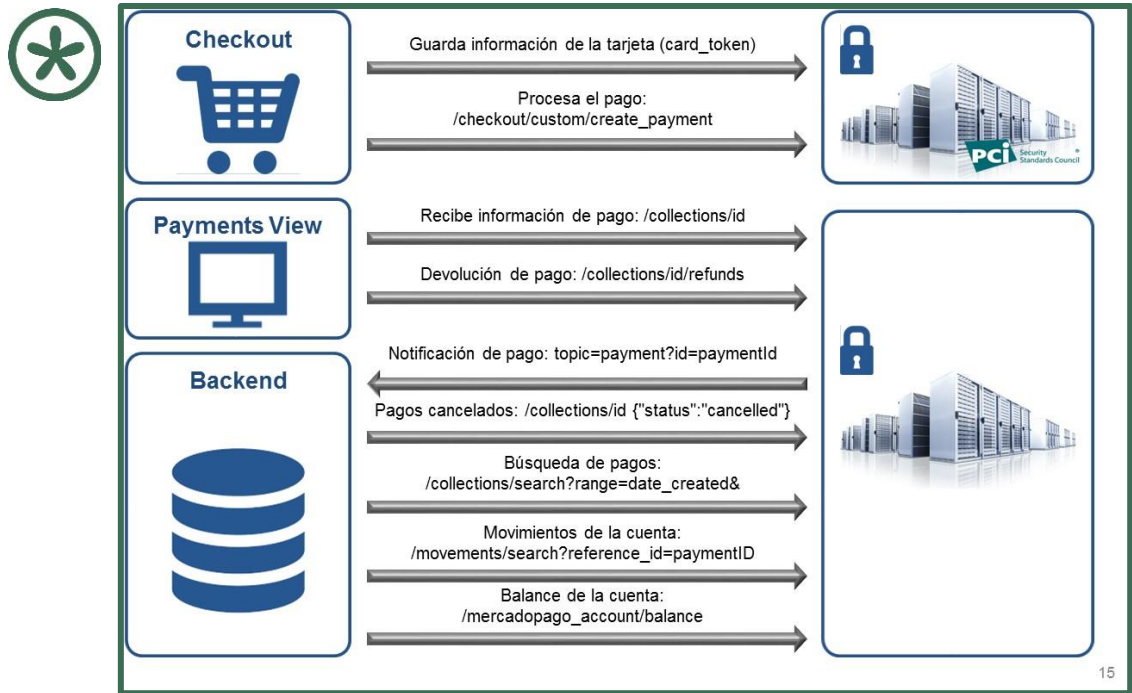 Checkout
Guarda información de la tarjeta (card_token)
Procesa el pago:
/checkout/custom/create_payment
PCi Security
Standards Council
Payments View
Recibe información de pago: /collections/id
Devolución de pago: /collections/id/refunds
Backend
Notificación de pago: topic=payment?id=paymentId
Pagos cancelados: /collections/id {"status":"cancelled"}
Búsqueda de pagos:
/collections/search?range=date_created&
Movimientos de la cuenta:
/movements/search?reference_id=paymentID
Balance de la cuenta:
/mercadopago_account/balance
15